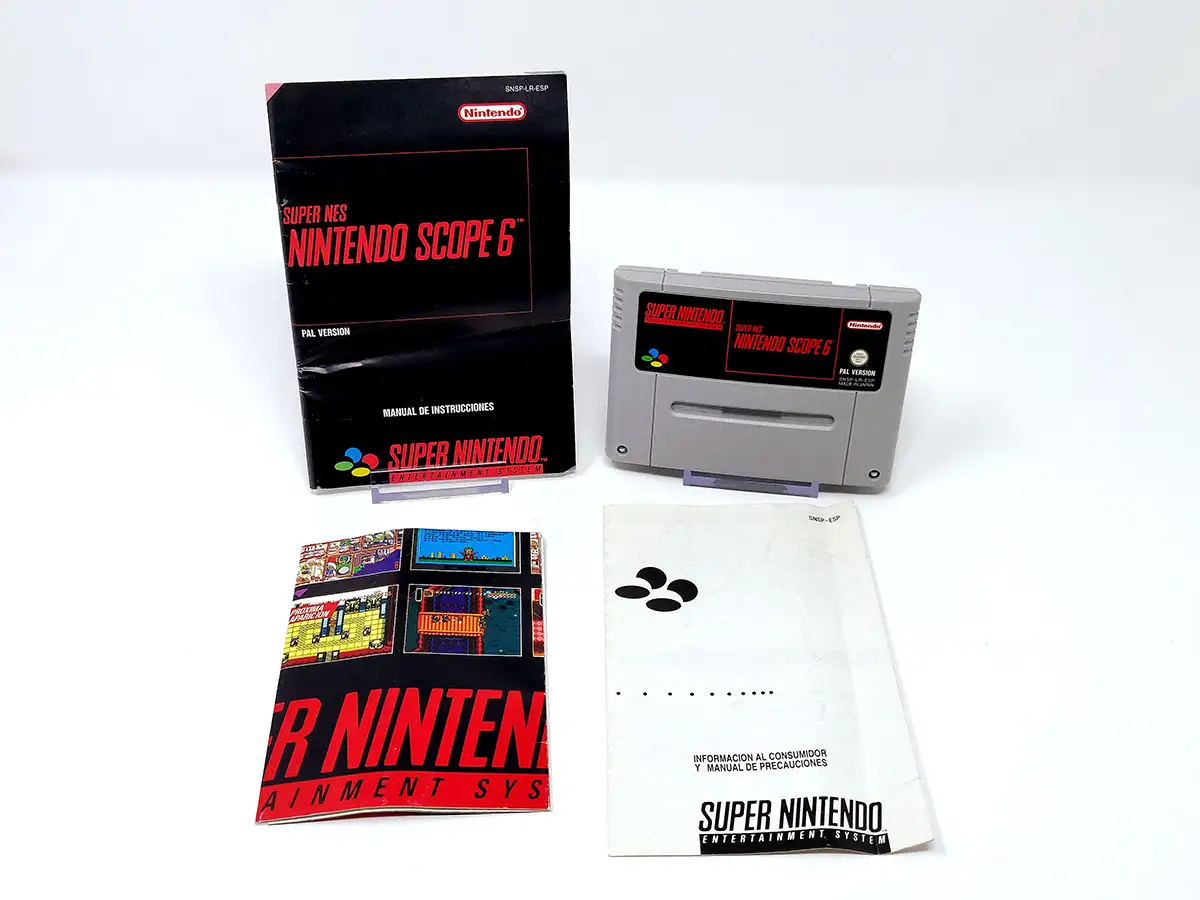 SNSP-LR-ESP
Nintendo
SUPER NES
NINTENDO SCOPE 6™
PAL VERSION
MANUAL DE INSTRUCCIONES
SUPER NINTENDO™
ENTERTAINMENT SYSTEM
SUPER NINTENDO
ENTERTAINMENT SYSTEM
SUPER NES
NINTENDO SCOPE 6
Nintendo
PAL VERSION
SNSP-LR-ESP
MADE IN JAPAN
PROXIMA
APARICION
ER NINTEN
AINMENT SYS
SNSP-ESP
INFORMACION AL CONSUMIDOR
Y MANUAL DE PRECAUCIONES
SUPER NINTENDO
ENTERTAINMENT SYSTEM